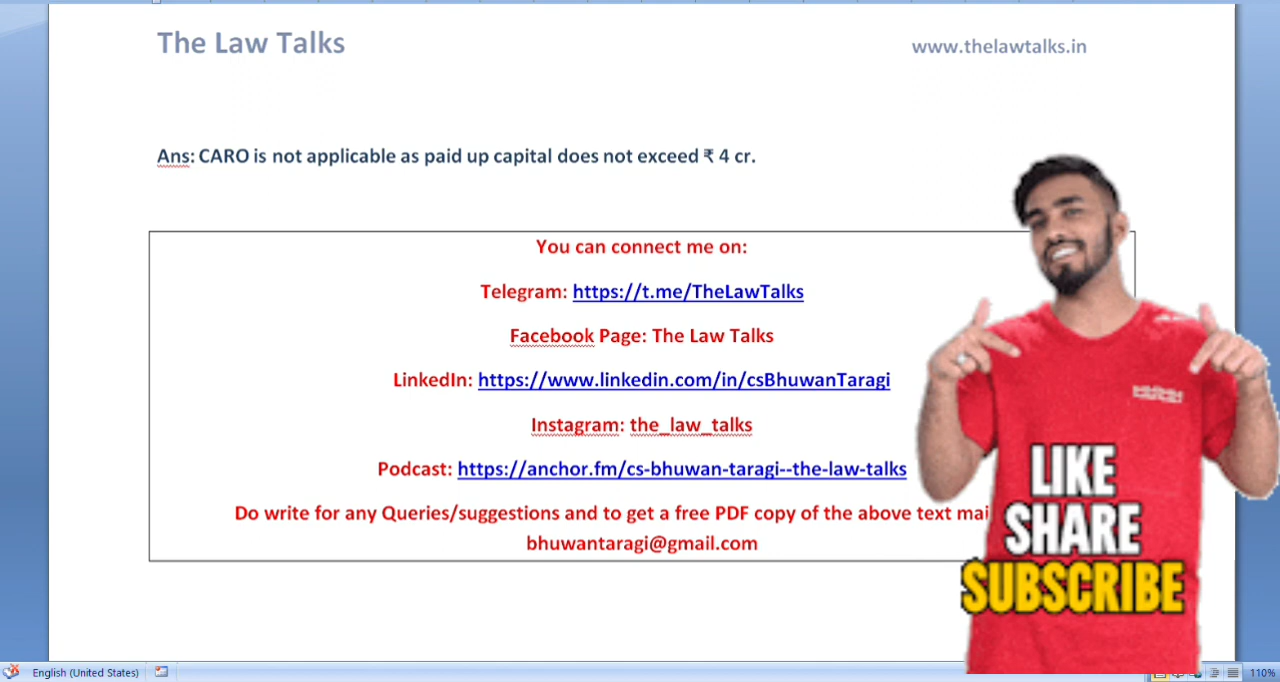 The Law Talks
www.thelawtalks.in
Ans: CARO is not applicable as paid up capital does not exceed ₹ 4 cr.
You can connect me on:
Telegram: https://t.me/TheLawTalks
Facebook Page: The Law Talks
LinkedIn: https://www.linkedin.com/in/csBhuwanTaragi
Instagram: the_law_talks
Podcast: https://anchor.fm/cs-bhuwan-taragi--the-law-talks
Do write for any Queries/suggestions and to get a free PDF copy of the above text mai
bhuwantaragi@gmail.com
LIKE
SHARE
SUBSCRIBE
English (United States)
110%